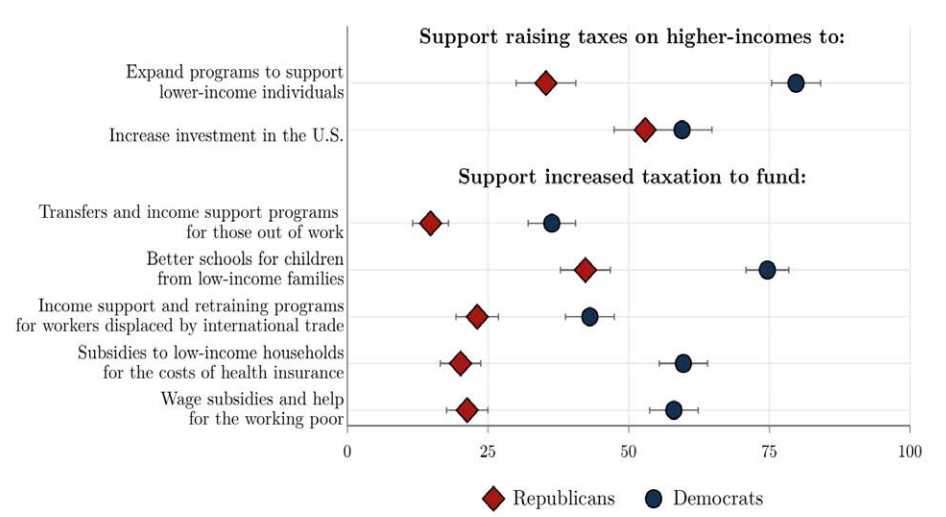 Support raising taxes on higher-incomes to:
Expand programs to support
lower-income individuals
Increase investment in the U.S.
Support increased taxation to fund:
Transfers and income support programs
for those out of work
Better schools for children
from low-income families
Income support and retraining programs
for workers displaced by international trade
Subsidies to low-income households
for the costs of health insurance
Wage subsidies and help
for the working poor
0 25 50 75 100
Republicans Democrats